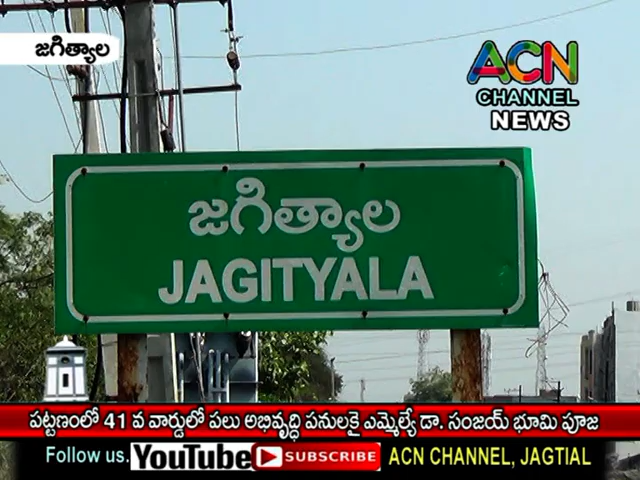 జగిత్యాల
ACN
CHANNEL
NEWS
జగిత్యాల
JAGITYALA
పట్టణంలో 41 వ వార్డులో పలు అభివృద్ధి పనులకై ఎమ్మెల్యే డా. సంజయ్ భూమి పూజ
Follow us. YouTube SUBSCRIBE ACN CHANNEL, JAGTIAL